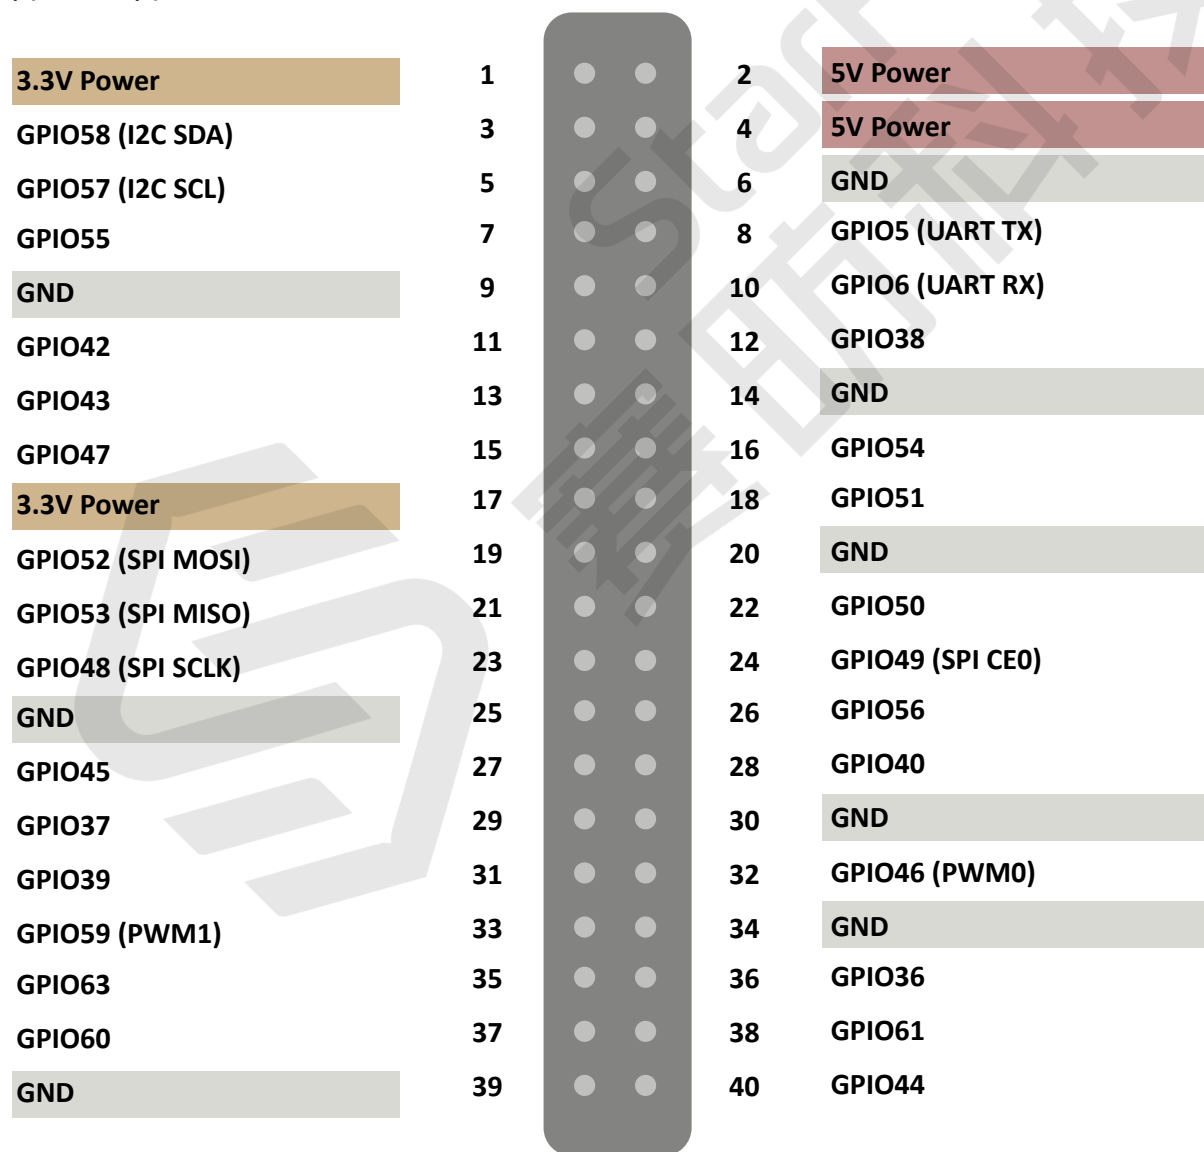 3.3V Power 1 2 5V Power
GPIO58 (I2C SDA) 3 4 5V Power
GPIO57 (I2C SCL) 5 6 GND
GPIO55 7 8 GPIO5 (UART TX)
GND 9 10 GPIO6 (UART RX)
GPIO42 11 12 GPIO38
GPIO43 13 14 GND
GPIO47 15 16 GPIO54
3.3V Power 17 18 GPIO51
GPIO52 (SPI MOSI) 19 20 GND
GPIO53 (SPI MISO) 21 22 GPIO50
GPIO48 (SPI SCLK) 23 24 GPIO49 (SPI CE0)
GND 25 26 GPIO56
GPIO45 27 28 GPIO40
GPIO37 29 30 GND
GPIO39 31 32 GPIO46 (PWM0)
GPIO59 (PWM1) 33 34 GND
GPIO63 35 36 GPIO36
GPIO60 37 38 GPIO61
GND 39 40 GPIO44